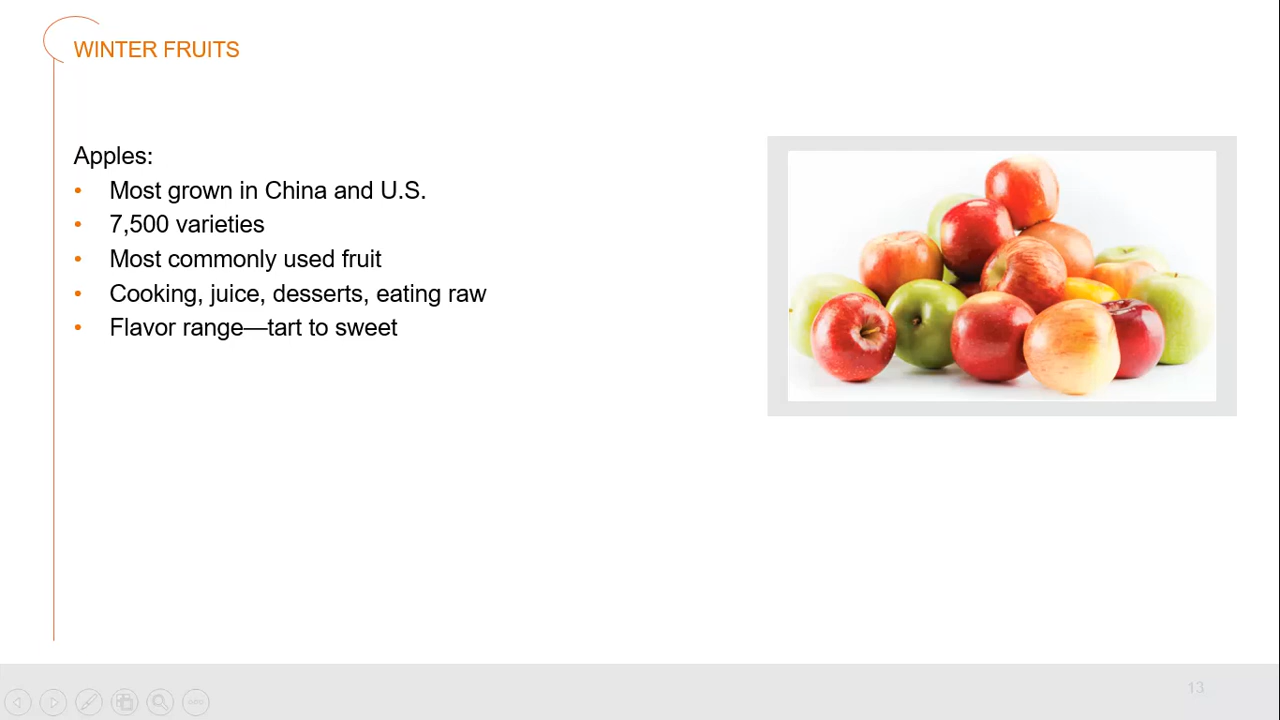 WINTER FRUITS
Apples:
• Most grown in China and U.S.
• 7,500 varieties
• Most commonly used fruit
• Cooking, juice, desserts, eating raw
• Flavor range—tart to sweet
13